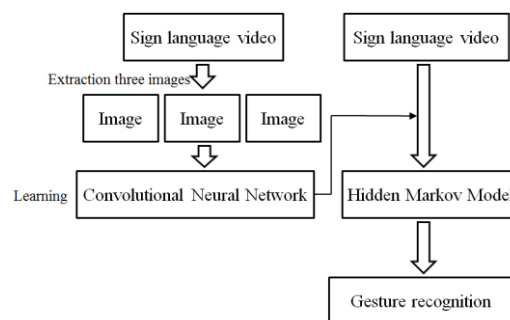 Sign language video
Sign language video
Extraction three images
Image
Image
Image
Learning
Convolutional Neural Network
Hidden Markov Model
Gesture recognition